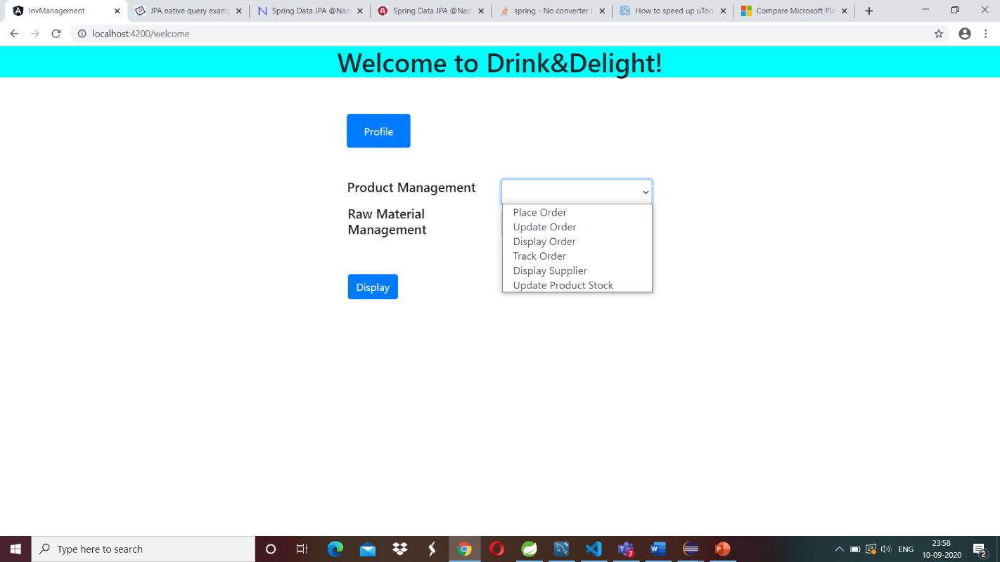 InvManagement
JPA native query examp
Spring Data JPA @Nam
Spring Data JPA @Nam
spring - No converter f
How to speed up uTorr
Compare Microsoft Pla
localhost:4200/welcome
Welcome to Drink&Delight!
Profile
Product Management
Place Order
Update Order
Display Order
Track Order
Display Supplier
Update Product Stock
Raw Material
Management
Display
Type here to search
7
ENG
23:58
10-09-2020
2